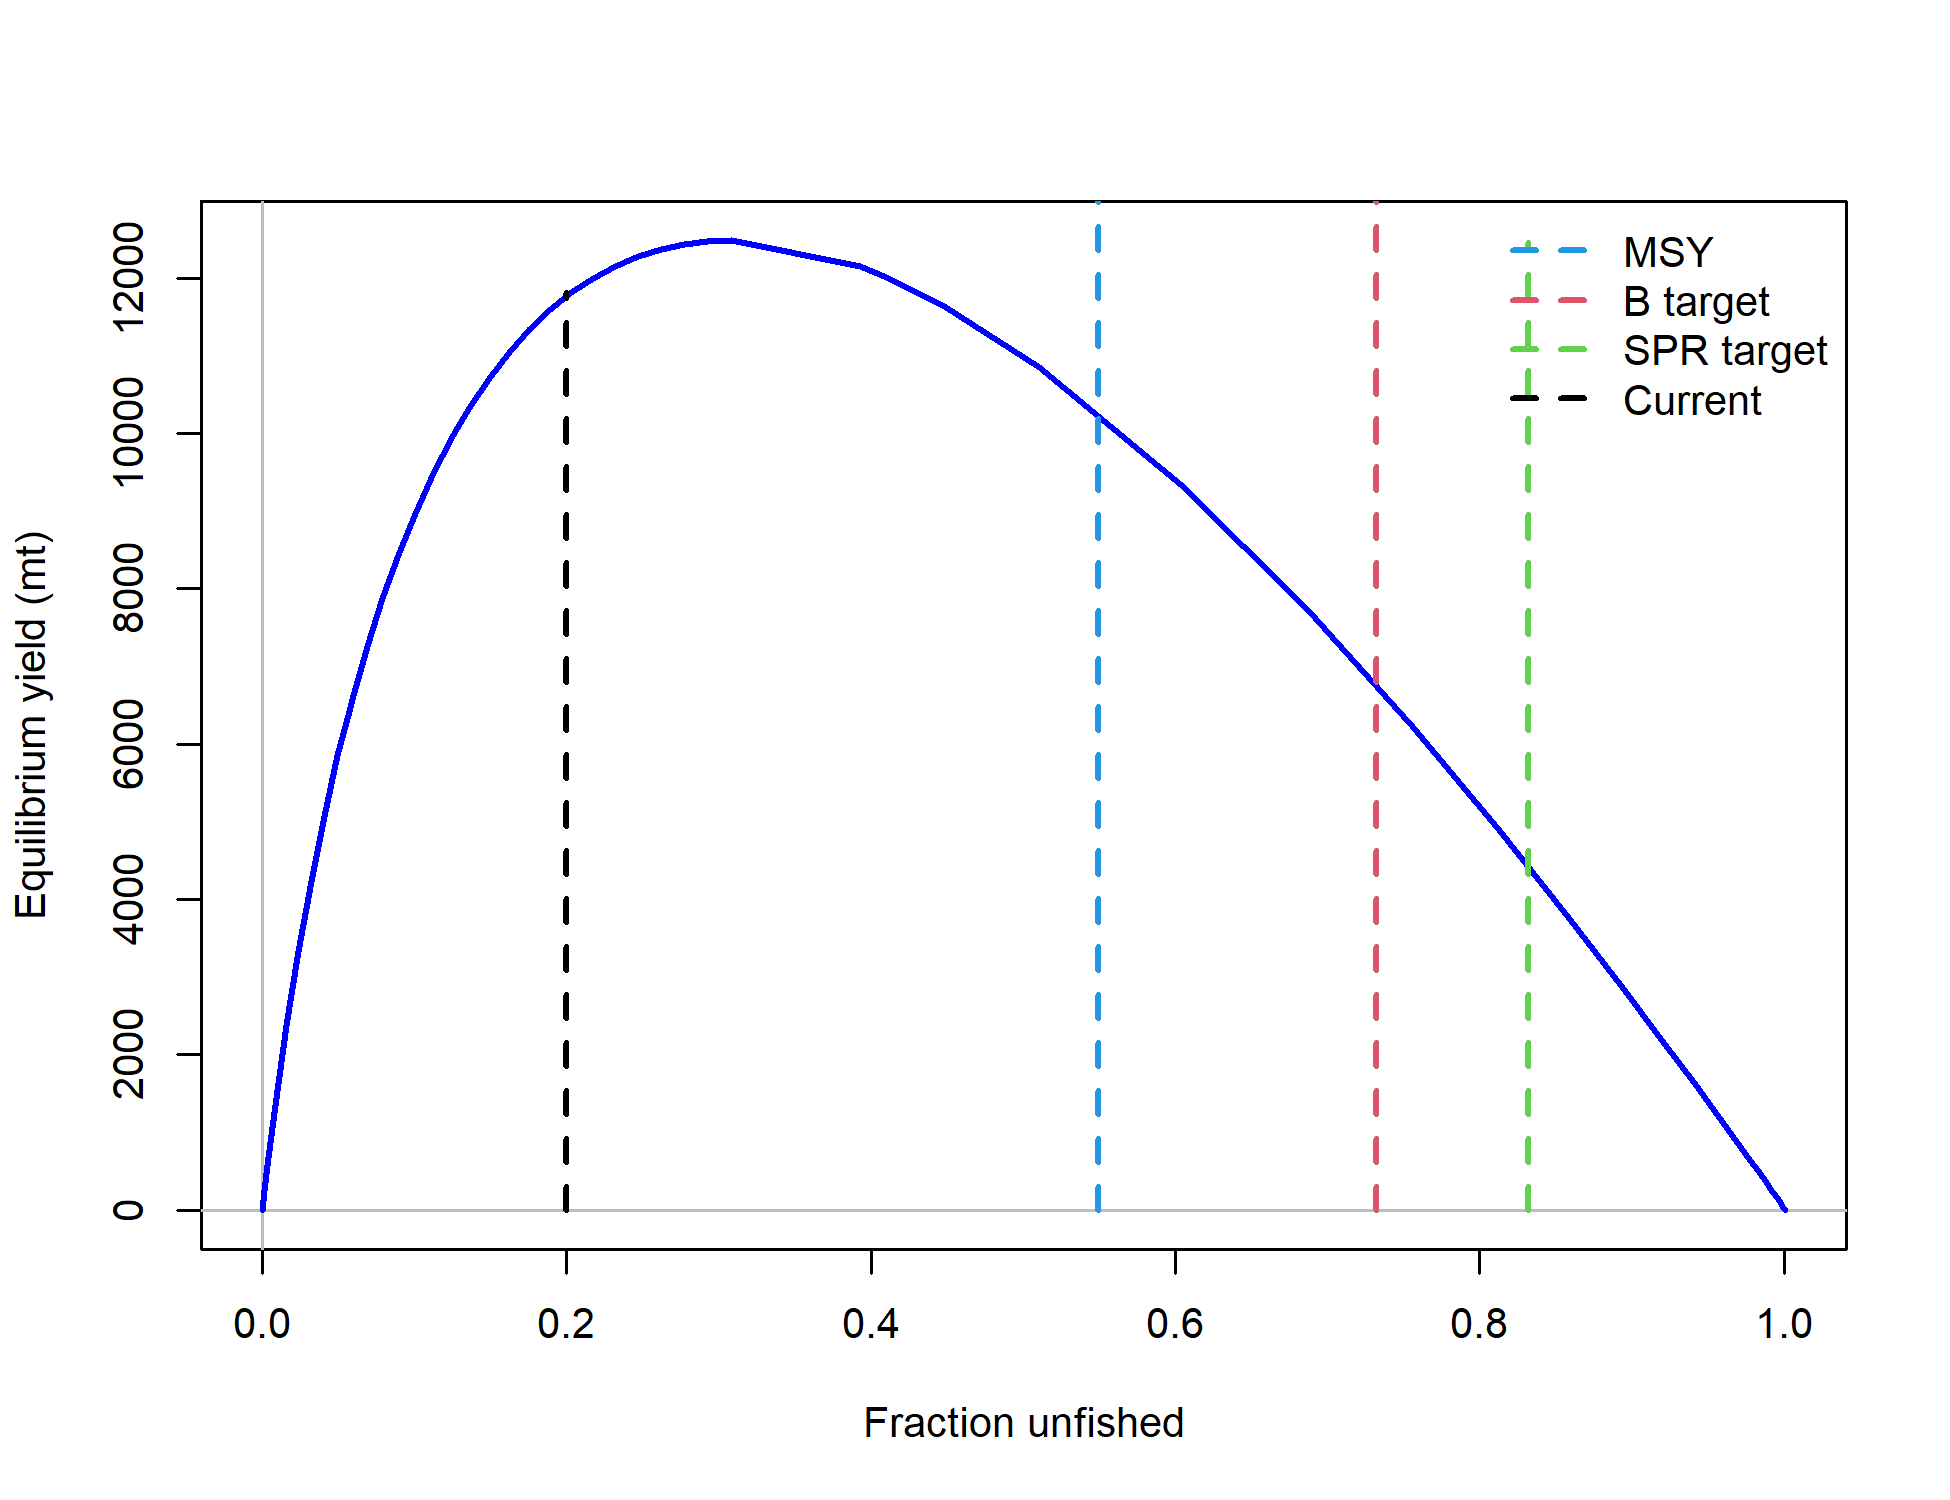 MSY
B target
SPR target
Current
Equilibrium yield (mt)
12000
10000
8000
6000
4000
2000
0
0.0 0.2 0.4 0.6 0.8 1.0
Fraction unfished